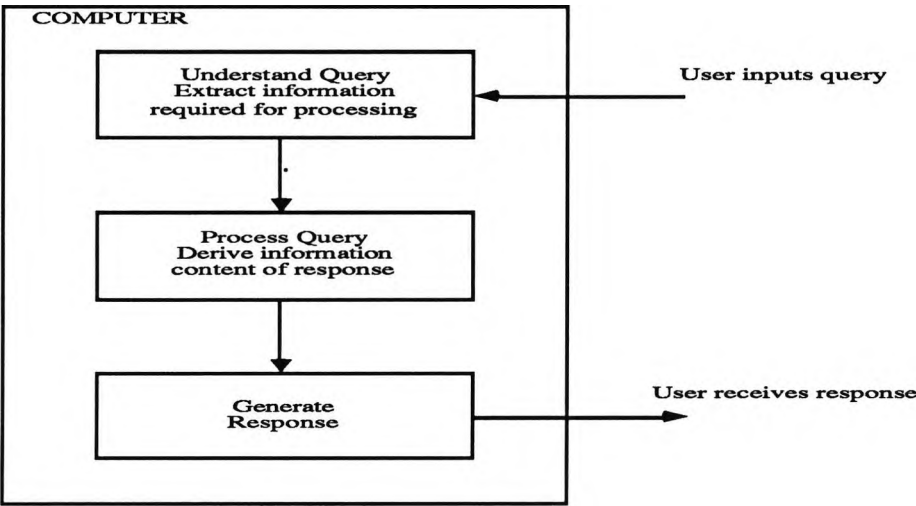 COMPUTER
Understand Query
Extract information
required for processing
User inputs query
Process Query
Derive information
content of response
Generate
Response
User receives response